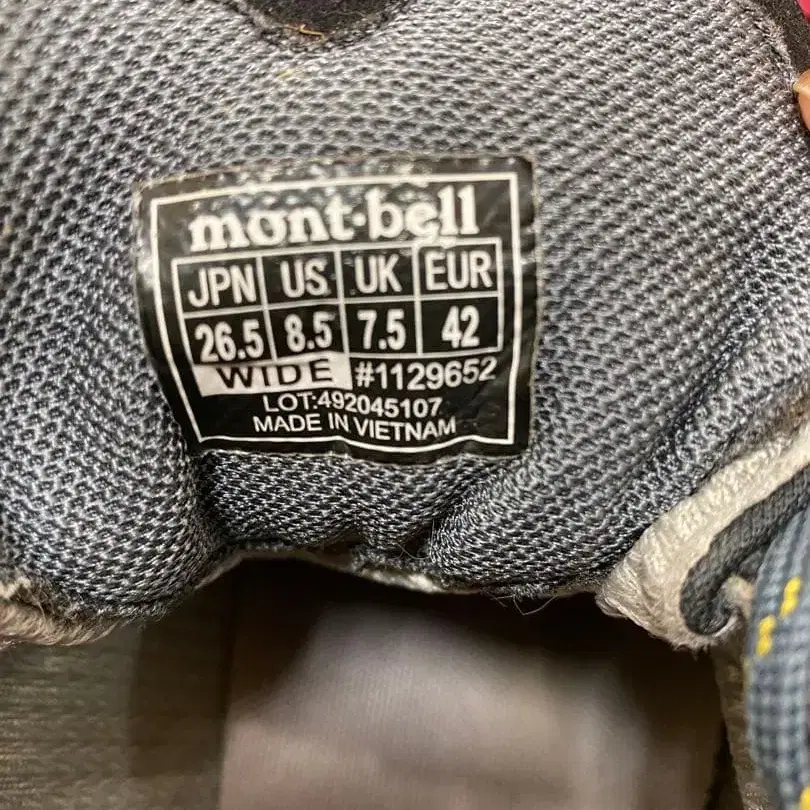 mont·bell
JPN US UK EUR
26.5 8.5 7.5 42
WIDE #1129652
LOT:492045107
MADE IN VIETNAM